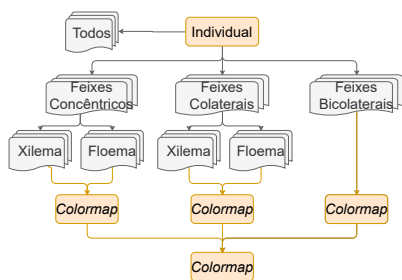 Todos
Individual
Feixes
Concêntricos
Feixes
Colaterais
Feixes
Bicolaterais
Xilema
Floema
Xilema
Floema
Colormap
Colormap
Colormap
Colormap